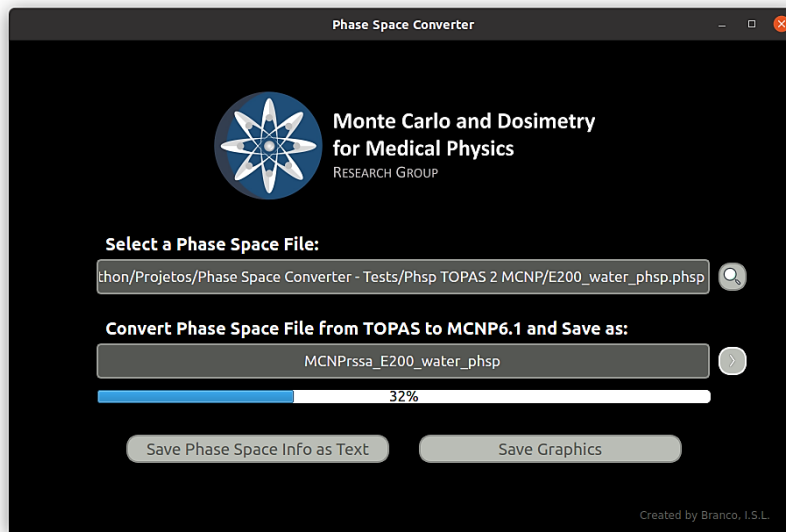 Phase Space Converter
Monte Carlo and Dosimetry
for Medical Physics
RESEARCH GROUP
Select a Phase Space File:
thon/Projetos/Phase Space Converter - Tests/Phsp TOPAS 2 MCNP/E200_water_phsp.phsp
Convert Phase Space File from TOPAS to MCNP6.1 and Save as:
MCNPrssa_E200_water_phsp
32%
Save Phase Space Info as Text
Save Graphics
Created by Branco, I.S.L.